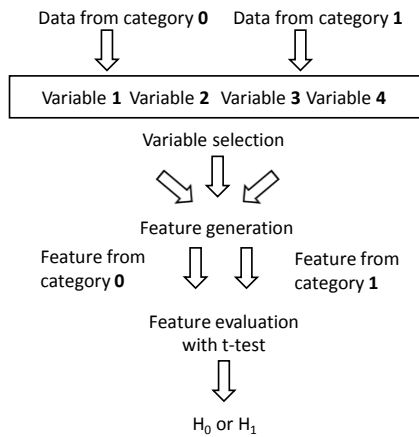 Data from category 0 Data from category 1
Variable 1 Variable 2 Variable 3 Variable 4
Variable selection
Feature generation
Feature from
category 0
Feature from
category 1
Feature evaluation
with t-test
H₀ or H₁